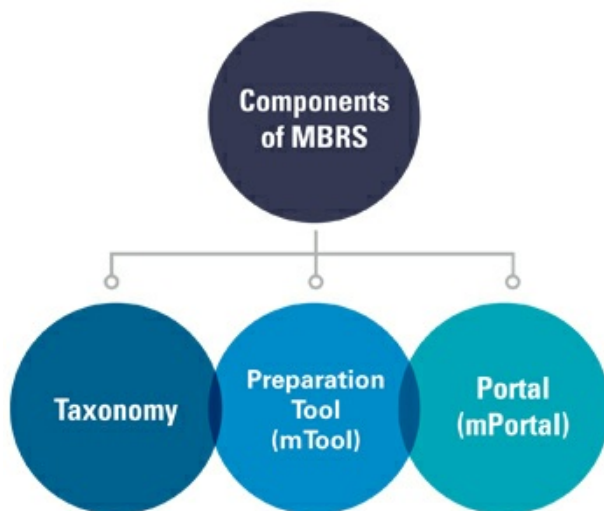 Components
of MBRS
Taxonomy
Preparation
Tool
(mTool)
Portal
(mPortal)